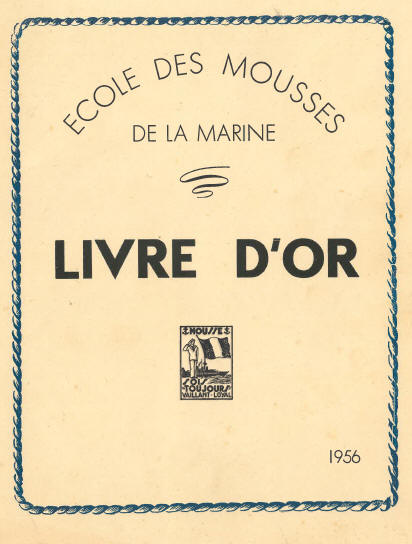 ECOLE DES MOUSSES
DE LA MARINE
LIVRE D'OR
MOUSSE
SOIS
TOUJOURS
VAILLANT-LOYAL
1956